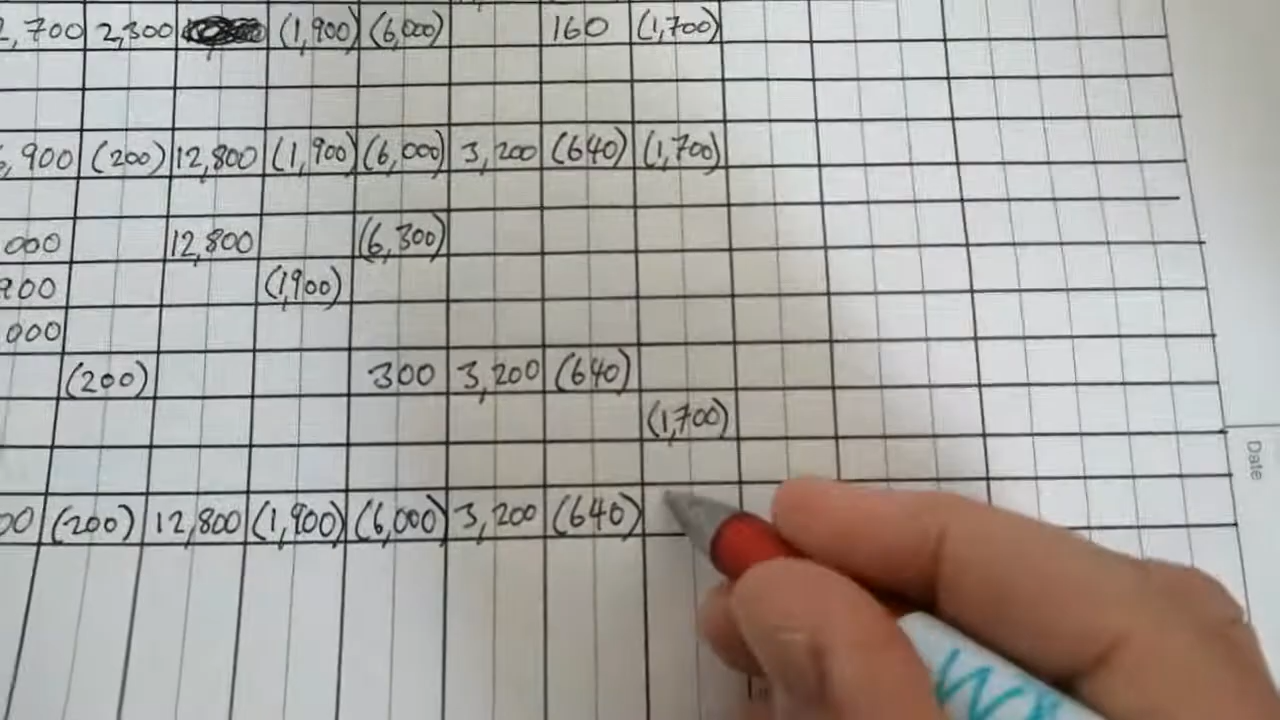 ,700 2,300 (1,900) (6,000) 160 (1,700)
,900 (200) 12,800 (1,900) (6,000) 3,200 (640) (1,700)
000 12,800 (6,300)
900 (1,900)
000
(200) 300 3,200 (640)
(1,700)
00 (200) 12,800 (1,900) (6,000) 3,200 (640)
Date